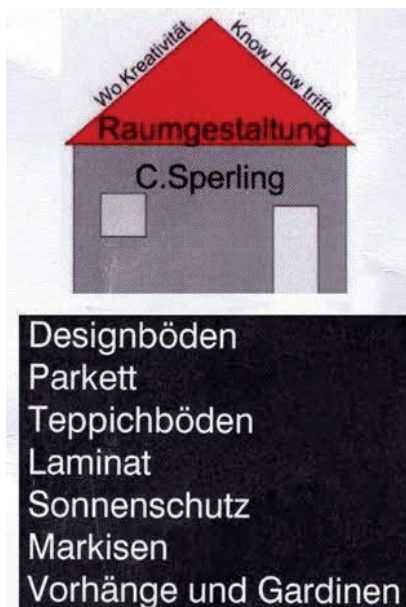 Wo Kreativität
Know How trifft
Raumgestaltung
C.Sperling
Designböden
Parkett
Teppichböden
Laminat
Sonnenschutz
Markisen
Vorhänge und Gardinen